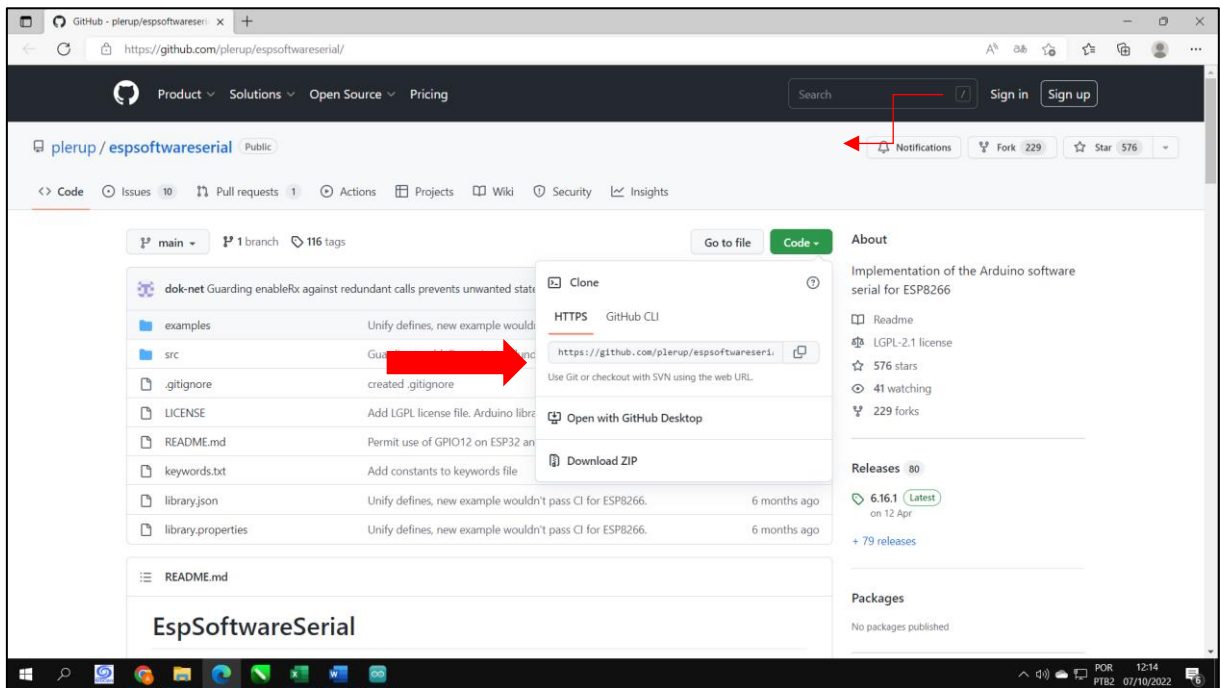 GitHub - plerup/espsoftwareseri
https://github.com/plerup/espsoftwareserial/
Product Solutions Open Source Pricing
Search /
Sign in Sign up
plerup / espsoftwareserial Public
Notifications Fork 229 Star 576
Code Issues 10 Pull requests 1 Actions Projects Wiki Security Insights
main 1 branch 116 tags
Go to file Code
dok-net Guarding enableRx against redundant calls prevents unwanted state
examples Unify defines, new example would
src
.gitignore created .gitignore
LICENSE Add LGPL license file. Arduino libra
README.md Permit use of GPIO12 on ESP32 an
keywords.txt Add constants to keywords file
library.json Unify defines, new example wouldn't pass CI for ESP8266. 6 months ago
library.properties Unify defines, new example wouldn't pass CI for ESP8266. 6 months ago
Clone
HTTPS GitHub CLI
https://github.com/plerup/espsoftwareseri
Use Git or checkout with SVN using the web URL.
Open with GitHub Desktop
Download ZIP
README.md
EspSoftwareSerial
About
Implementation of the Arduino software
serial for ESP8266
Readme
LGPL-2.1 license
576 stars
41 watching
229 forks
Releases 80
6.16.1 Latest
on 12 Apr
+ 79 releases
Packages
No packages published
POR 12:14
PTB2 07/10/2022
6